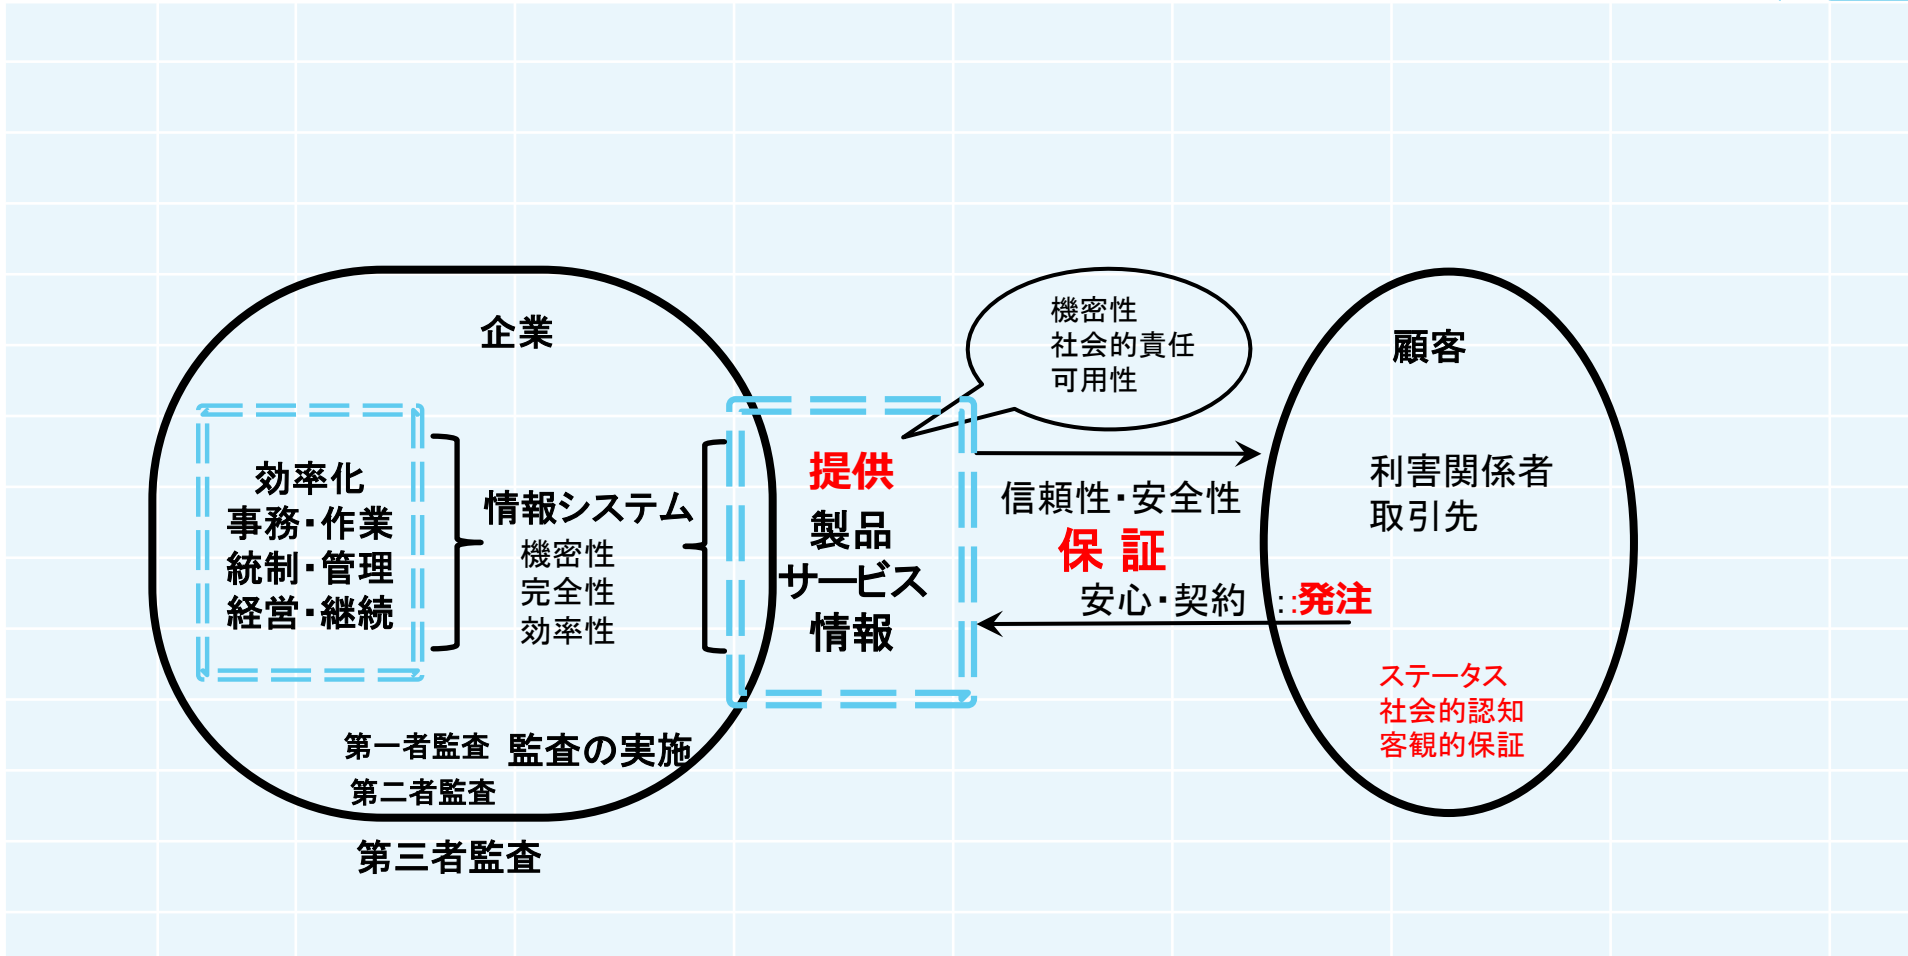 企業
効率化
事務・作業
統制・管理
経営・継続
情報システム
機密性
完全性
効率性
提供
製品
サービス
情報
機密性
社会的責任
可用性
信頼性・安全性
保 証
安心・契約 ::発注
顧客
利害関係者
取引先
ステータス
社会的認知
客観的保証
第一者監査 監査の実施
第二者監査
第三者監査